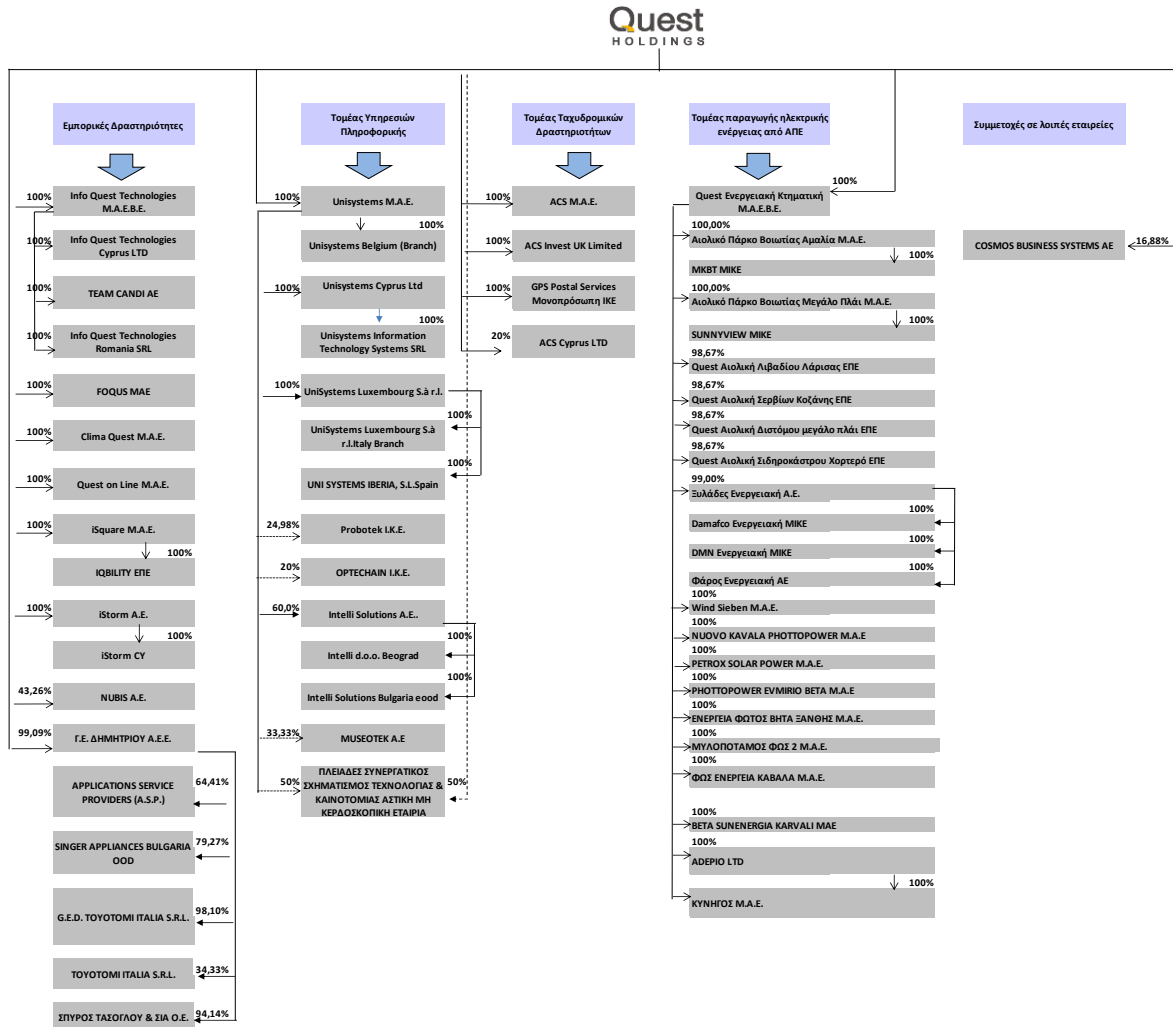 Quest
HOLDINGS
Εμπορικές Δραστηριότητες
100%
Info Quest Technologies
Μ.Α.Ε.Β.Ε.
100%
Info Quest Technologies
Cyprus LTD
100%
TEAM CANDI AE
100%
Info Quest Technologies
Romania SRL
100%
FOQUS MAE
100%
Clima Quest M.A.E.
100%
Quest on Line M.A.E.
100%
iSquare M.A.E.
100%
IQBILITY ΕΠΕ
100%
iStorm A.E.
100%
iStorm CY
43,26%
NUBIS A.E.
99,09%
Γ.Ε. ΔΗΜΗΤΡΙΟΥ Α.Ε.Ε.
APPLICATIONS SERVICE
PROVIDERS (A.S.P.)
64,41%
SINGER APPLIANCES BULGARIA
OOD
79,27%
G.E.D. TOYOTOMI ITALIA S.R.L.
98,10%
TOYOTOMI ITALIA S.R.L.
34,33%
ΣΠΥΡΟΣ ΤΑΣΟΓΛΟΥ & ΣΙΑ Ο.Ε.
94,14%
Τομέας Υπηρεσιών
Πληροφορικής
100%
Unisystems M.A.E.
100%
Unisystems Belgium (Branch)
100%
Unisystems Cyprus Ltd
100%
Unisystems Information
Technology Systems SRL
100%
UniSystems Luxembourg S.à r.l.
100%
UniSystems Luxembourg S.à
r.l.Italy Branch
100%
UNI SYSTEMS IBERIA, S.L.Spain
24,98%
Probotek I.K.E.
20%
OPTECHAIN I.K.E.
60,0%
Intelli Solutions A.E..
100%
Intelli d.o.o. Beograd
100%
Intelli Solutions Bulgaria eood
33,33%
MUSEOTEK A.E
50%
ΠΛΕΙΑΔΕΣ ΣΥΝΕΡΓΑΤΙΚΟΣ
ΣΧΗΜΑΤΙΣΜΟΣ ΤΕΧΝΟΛΟΓΙΑΣ &
ΚΑΙΝΟΤΟΜΙΑΣ ΑΣΤΙΚΗ ΜΗ
ΚΕΡΔΟΣΚΟΠΙΚΗ ΕΤΑΙΡΙΑ
50%
Τομέας Ταχυδρομικών
Δραστηριοτήτων
100%
ACS M.A.E.
100%
ACS Invest UK Limited
100%
GPS Postal Services
Μονοπρόσωπη ΙΚΕ
20%
ACS Cyprus LTD
Τομέας παραγωγής ηλεκτρικής
ενέργειας από ΑΠΕ
100%
Quest Ενεργειακή Κτηματική
Μ.Α.Ε.Β.Ε.
100,00%
Αιολικό Πάρκο Βοιωτίας Αμαλία Μ.Α.Ε.
100%
ΜΚΒΤ ΜΙΚΕ
100,00%
Αιολικό Πάρκο Βοιωτίας Μεγάλο Πλάι Μ.Α.Ε.
100%
SUNNYVIEW ΜΙΚΕ
98,67%
Quest Αιολική Λιβαδίου Λάρισας ΕΠΕ
98,67%
Quest Αιολική Σερβίων Κοζάνης ΕΠΕ
98,67%
Quest Αιολική Διστόμου μεγάλο πλάι ΕΠΕ
98,67%
Quest Αιολική Σιδηροκάστρου Χορτερό ΕΠΕ
99,00%
Ξυλάδες Ενεργειακή Α.Ε.
100%
Damafco Ενεργειακή ΜΙΚΕ
100%
DMN Ενεργειακή ΜΙΚΕ
100%
Φάρος Ενεργειακή ΑΕ
100%
Wind Sieben M.A.E.
100%
NUOVO KAVALA PHOTTOPOWER M.A.E
100%
PETROX SOLAR POWER M.A.E.
100%
PHOTTOPOWER EVMIRIO BETA M.A.E
100%
ΕΝΕΡΓΕΙΑ ΦΩΤΟΣ ΒΗΤΑ ΞΑΝΘΗΣ Μ.Α.Ε.
100%
ΜΥΛΟΠΟΤΑΜΟΣ ΦΩΣ 2 Μ.Α.Ε.
100%
ΦΩΣ ΕΝΕΡΓΕΙΑ ΚΑΒΑΛΑ Μ.Α.Ε.
100%
BETA SUNENERGIA KARVALI MAE
100%
ADEPIO LTD
100%
ΚΥΝΗΓΟΣ Μ.Α.Ε.
Συμμετοχές σε λοιπές εταιρείες
COSMOS BUSINESS SYSTEMS AE
16,88%